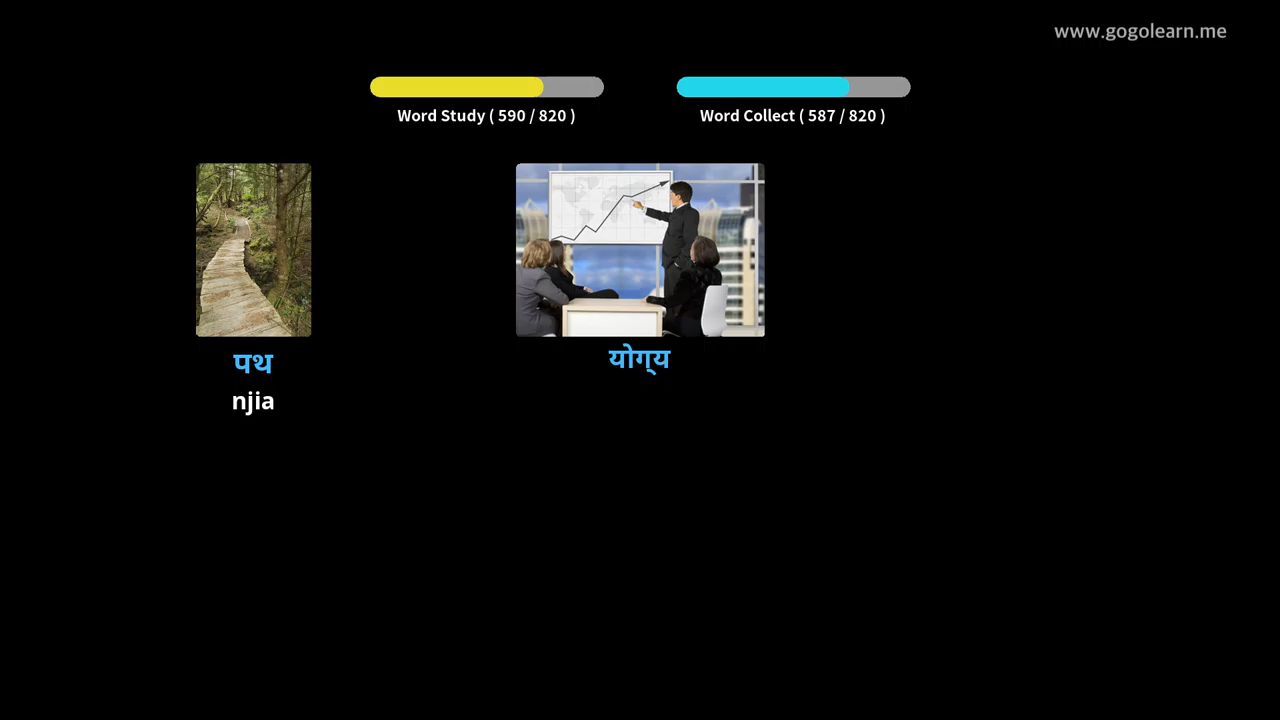 www.gogolearn.me
Word Study ( 590 / 820 )
Word Collect ( 587 / 820 )
पथ
योग्य
njia